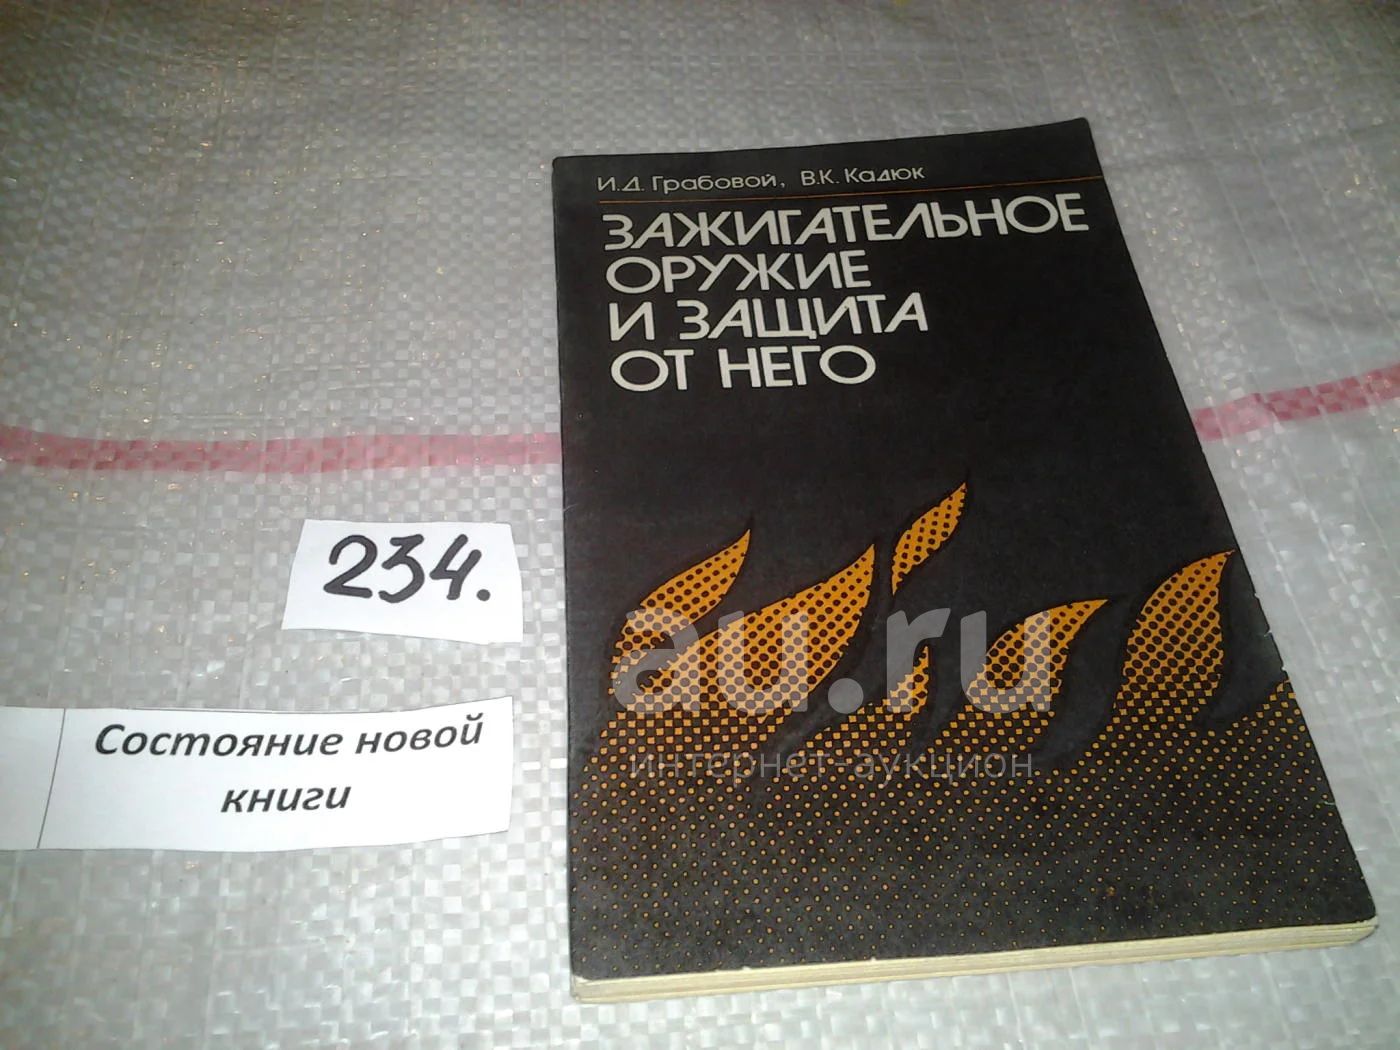 И.Д. Грабовой, В.К. Кадюк
ЗАЖИГАТЕЛЬНОЕ
ОРУЖИЕ
И ЗАЩИТА
ОТ НЕГО
234.
Состояние новой
книги
au.ru
интернет-аукцион